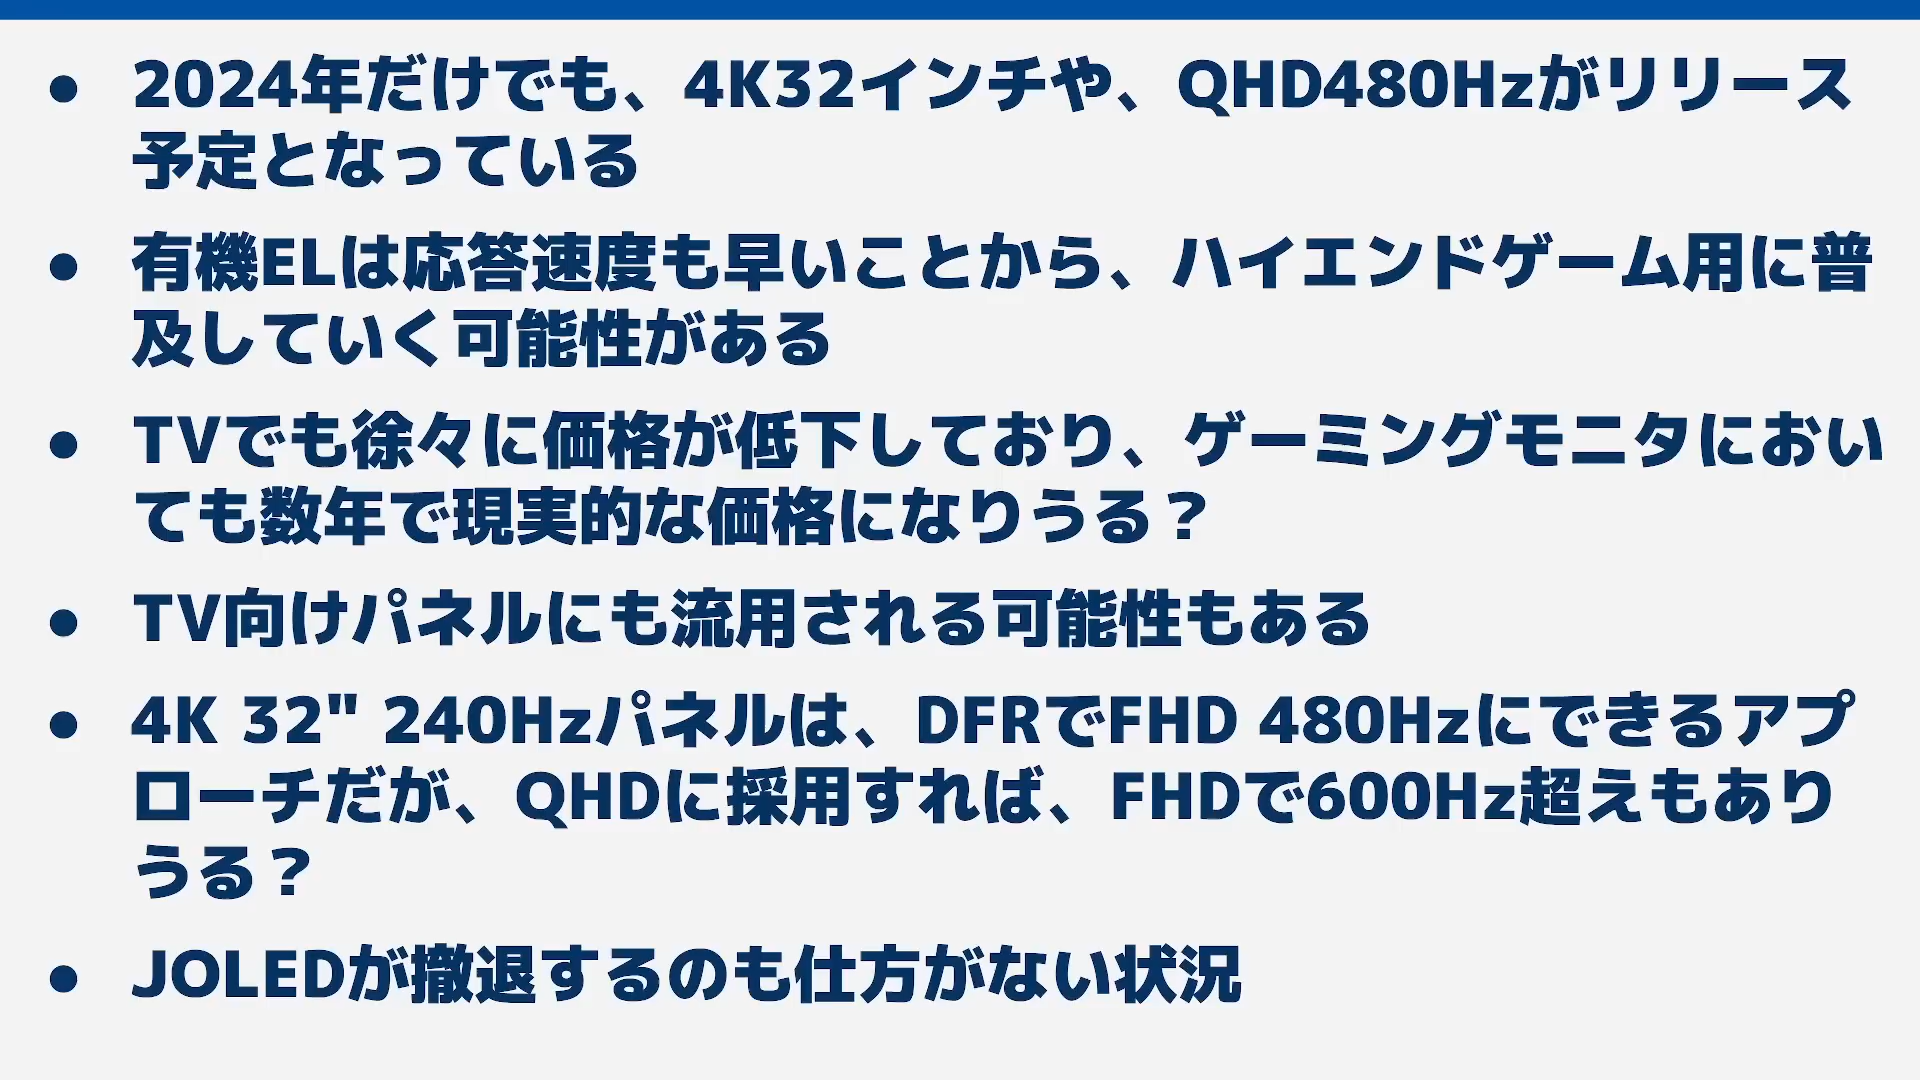 ● 2024年だけでも、4K32インチや、QHD480Hzがリリース
予定となっている
● 有機ELは応答速度も早いことから、ハイエンドゲーム用に普
及していく可能性がある
● TVでも徐々に価格が低下しており、ゲーミングモニタにおい
ても数年で現実的な価格になりうる？
● TV向けパネルにも流用される可能性もある
● 4K 32" 240Hzパネルは、DFRでFHD 480Hzにできるアプ
ローチだが、QHDに採用すれば、FHDで600Hz超えもあり
うる？
● JOLEDが撤退するのも仕方がない状況